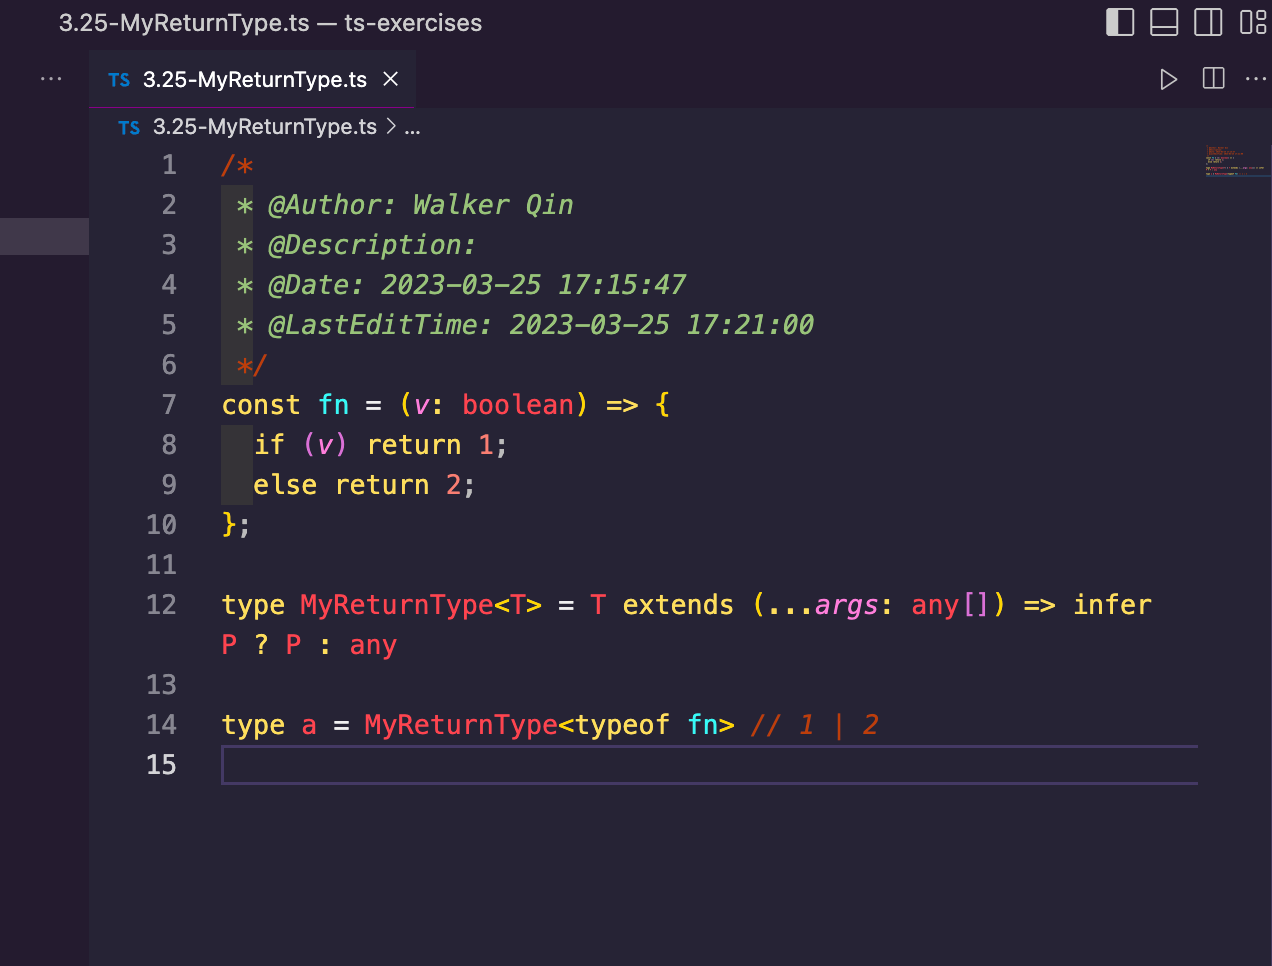 3.25-MyReturnType.ts — ts-exercises
... TS 3.25-MyReturnType.ts × ...
TS 3.25-MyReturnType.ts > ...
1 /*
2  * @Author: Walker Qin
3  * @Description:
4  * @Date: 2023-03-25 17:15:47
5  * @LastEditTime: 2023-03-25 17:21:00
6  */
7 const fn = (v: boolean) => {
8   if (v) return 1;
9   else return 2;
10 };
11
12 type MyReturnType<T> = T extends (...args: any[]) => infer
P ? P : any
13
14 type a = MyReturnType<typeof fn> // 1 | 2
15